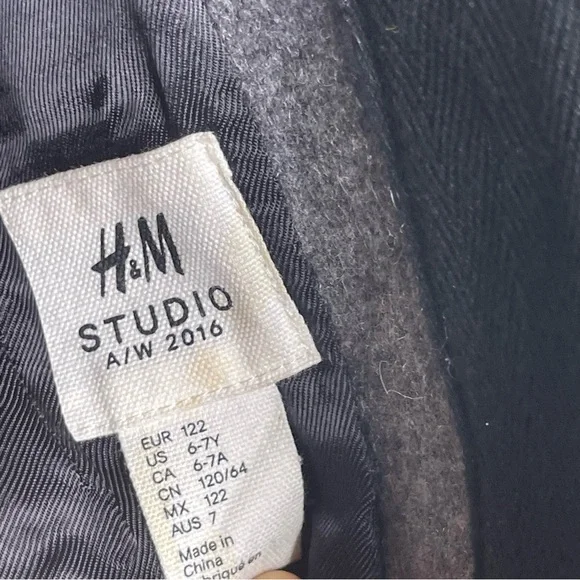 H&M
STUDIO
A/W 2016
EUR 122
US 6-7Y
CA 6-7A
CN 120/64
MX 122
AUS 7
Made in
China